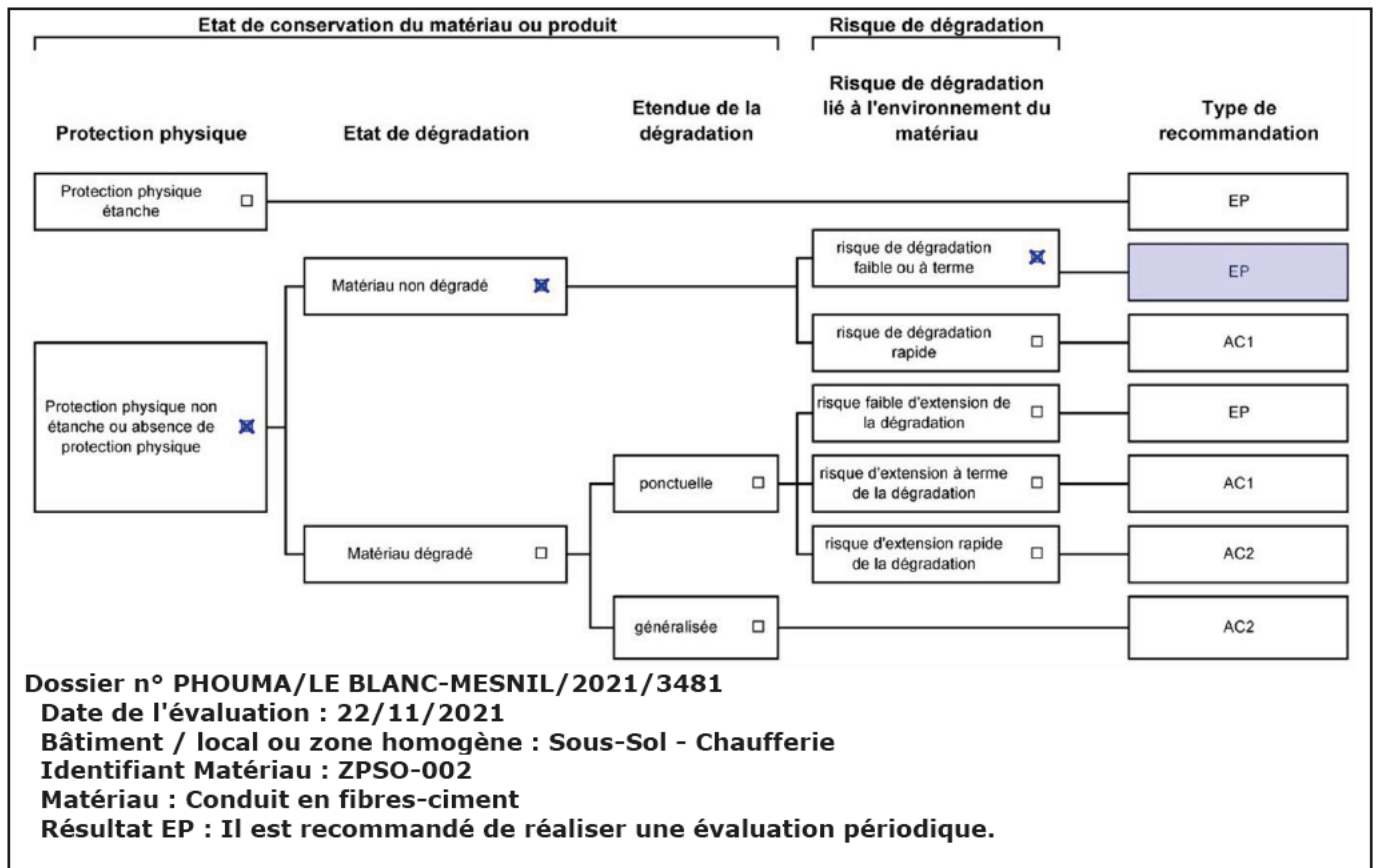 Etat de conservation du matériau ou produit
Risque de dégradation
Protection physique
Etat de dégradation
Etendue de la
dégradation
Risque de dégradation
lié à l'environnement du
matériau
Type de
recommandation
Protection physique
étanche
EP
risque de dégradation
faible ou à terme
EP
Matériau non dégradé
risque de dégradation
rapide
AC1
Protection physique non
étanche ou absence de
protection physique
risque faible d'extension de
la dégradation
EP
ponctuelle
risque d'extension à terme
de la dégradation
AC1
Matériau dégradé
risque d'extension rapide
de la dégradation
AC2
généralisée
AC2
Dossier n° PHOUMA/LE BLANC-MESNIL/2021/3481
Date de l'évaluation : 22/11/2021
Bâtiment / local ou zone homogène : Sous-Sol - Chaufferie
Identifiant Matériau : ZPSO-002
Matériau : Conduit en fibres-ciment
Résultat EP : Il est recommandé de réaliser une évaluation périodique.